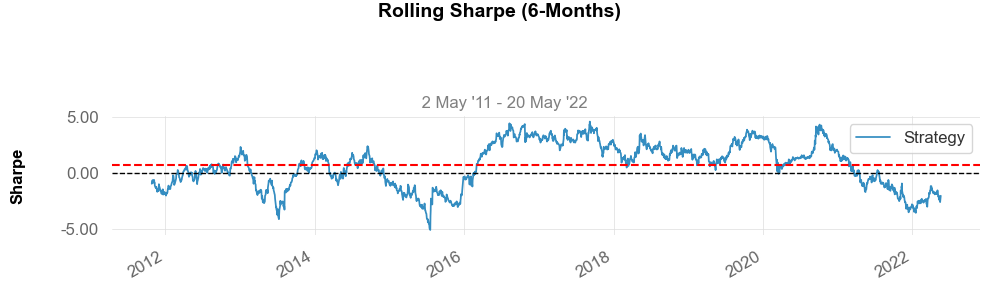 Rolling Sharpe (6-Months)
2 May '11 - 20 May '22
Sharpe
5.00
0.00
-5.00
Strategy
2012
2014
2016
2018
2020
2022